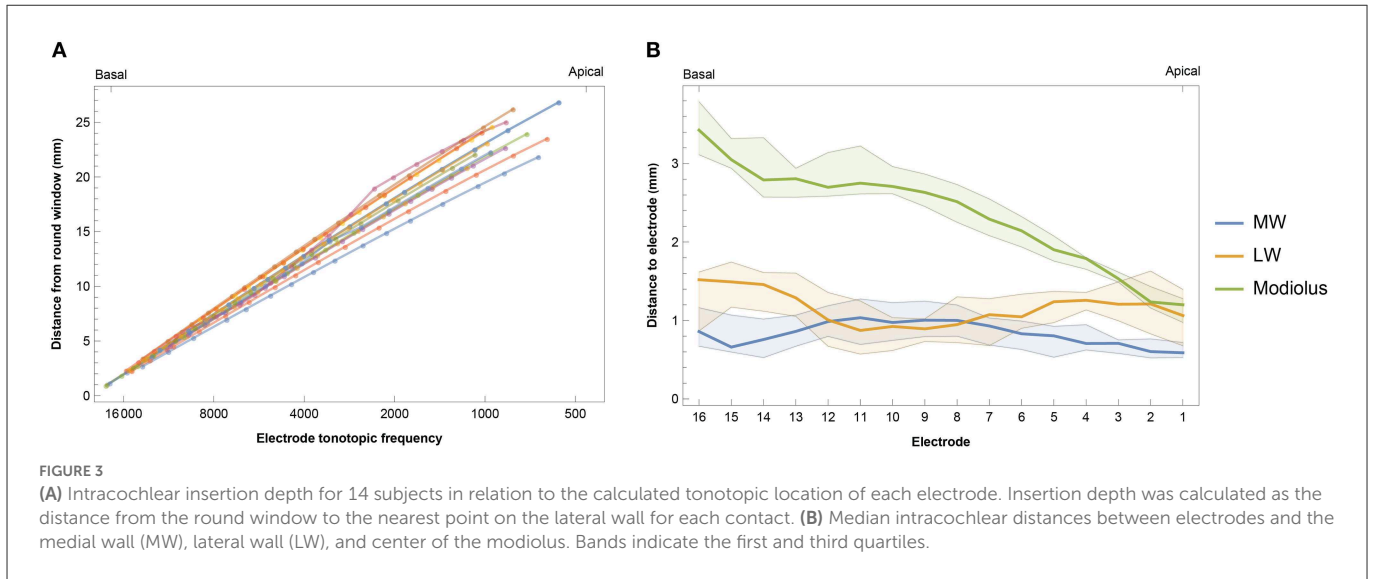 A
Basal
Apical
25
20
15
10
5
0
Distance from round window (mm)
16000 8000 4000 2000 1000 500
Electrode tonotopic frequency
B
Basal
Apical
3
2
1
0
Distance to electrode (mm)
16 15 14 13 12 11 10 9 8 7 6 5 4 3 2 1
Electrode
MW
LW
Modiolus
FIGURE 3
(A) Intracochlear insertion depth for 14 subjects in relation to the calculated tonotopic location of each electrode. Insertion depth was calculated as the
distance from the round window to the nearest point on the lateral wall for each contact. (B) Median intracochlear distances between electrodes and the
medial wall (MW), lateral wall (LW), and center of the modiolus. Bands indicate the first and third quartiles.